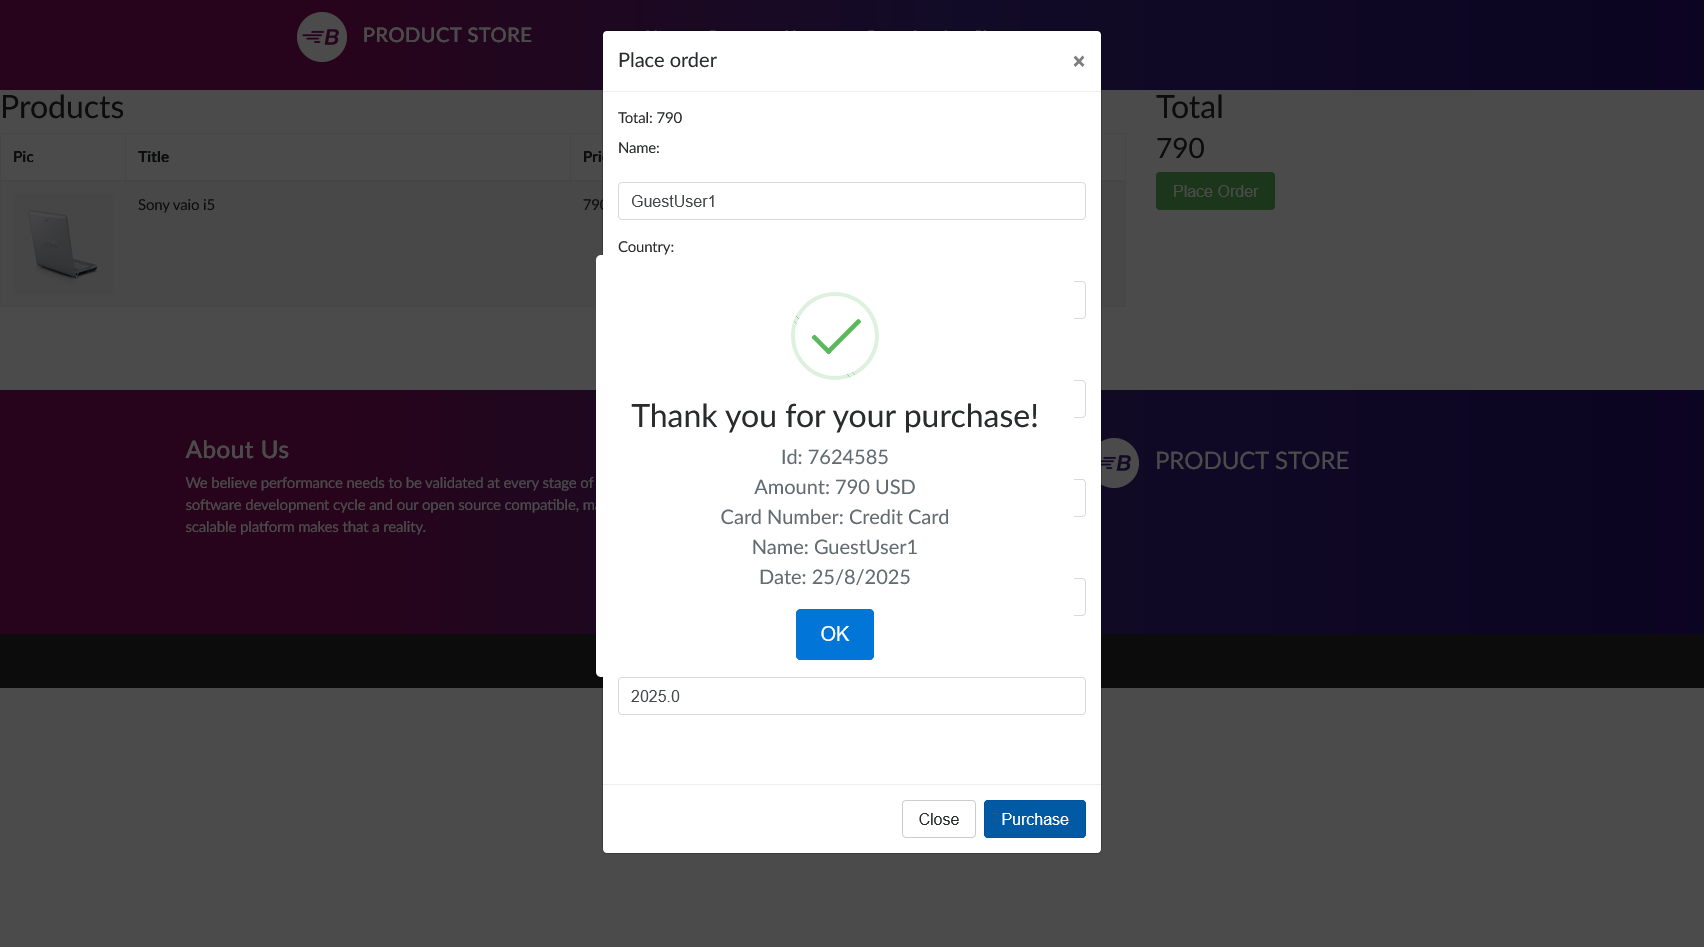 PRODUCT STORE
Place order
×
Products
Total
790
Place Order
Pic
Title
Pri
Sony vaio i5
790
Total: 790
Name:
GuestUser1
Country:
Thank you for your purchase!
Id: 7624585
Amount: 790 USD
Card Number: Credit Card
Name: GuestUser1
Date: 25/8/2025
OK
2025.0
Close
Purchase
About Us
We believe performance needs to be validated at every stage of
software development cycle and our open source compatible,
scalable platform makes that a reality.
B
PRODUCT STORE